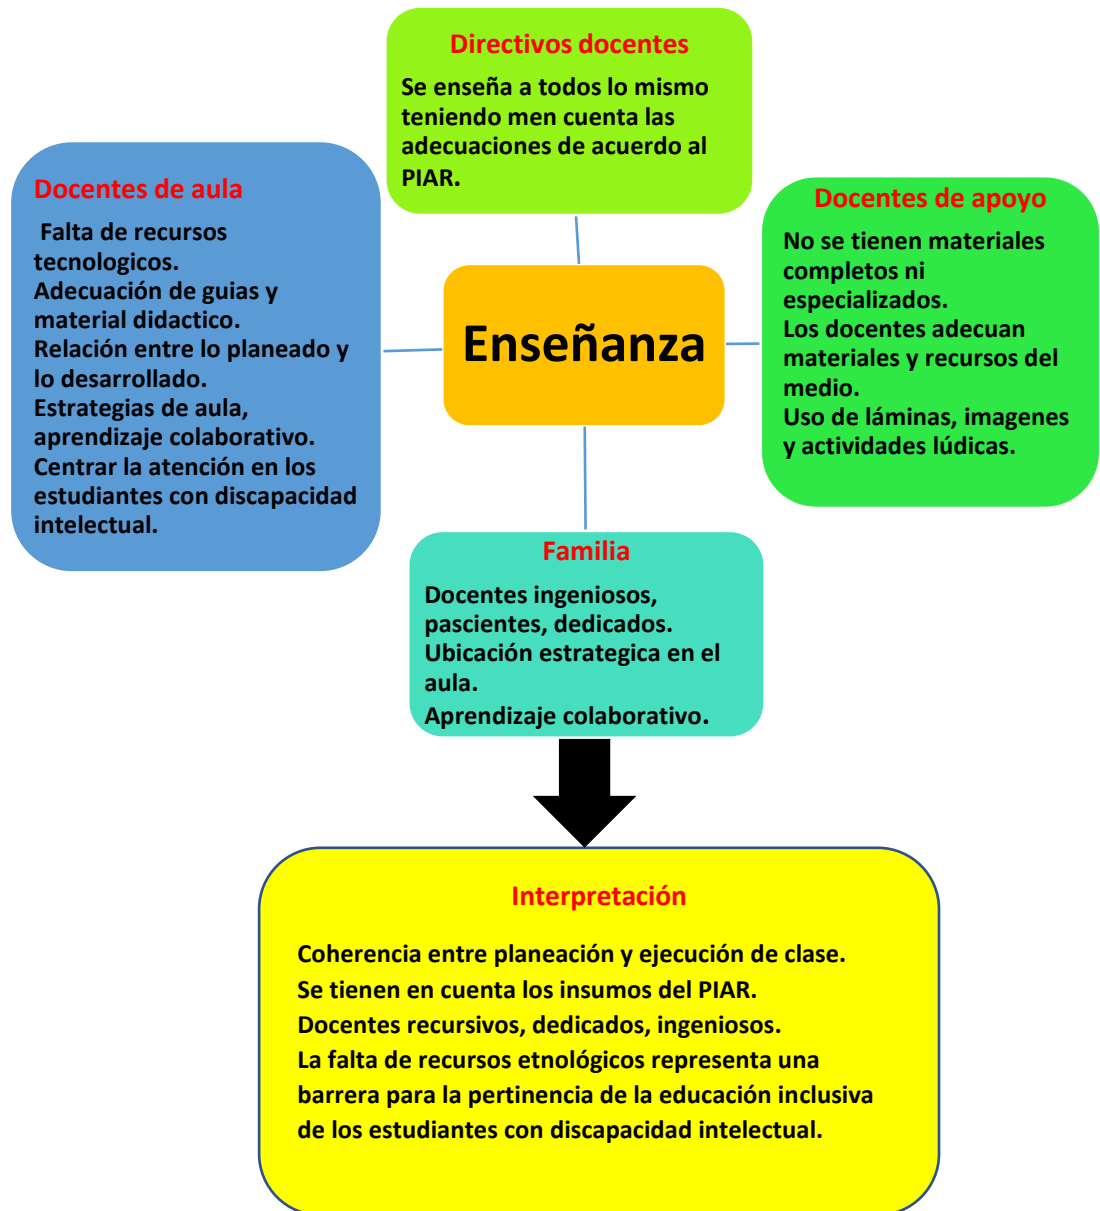 Directivos docentes
Se enseña a todos lo mismo
teniendo men cuenta las
adecuaciones de acuerdo al
PIAR.
Docentes de aula
Falta de recursos
tecnologicos.
Adecuación de guias y
material didactico.
Relación entre lo planeado y
lo desarrollado.
Estrategias de aula,
aprendizaje colaborativo.
Centrar la atención en los
estudiantes con discapacidad
intelectual.
Enseñanza
Docentes de apoyo
No se tienen materiales
completos ni
especializados.
Los docentes adecuan
materiales y recursos del
medio.
Uso de láminas, imagenes
y actividades lúdicas.
Familia
Docentes ingeniosos,
pascientes, dedicados.
Ubicación estrategica en el
aula.
Aprendizaje colaborativo.
Interpretación
Coherencia entre planeación y ejecución de clase.
Se tienen en cuenta los insumos del PIAR.
Docentes recursivos, dedicados, ingeniosos.
La falta de recursos etnológicos representa una
barrera para la pertinencia de la educación inclusiva
de los estudiantes con discapacidad intelectual.